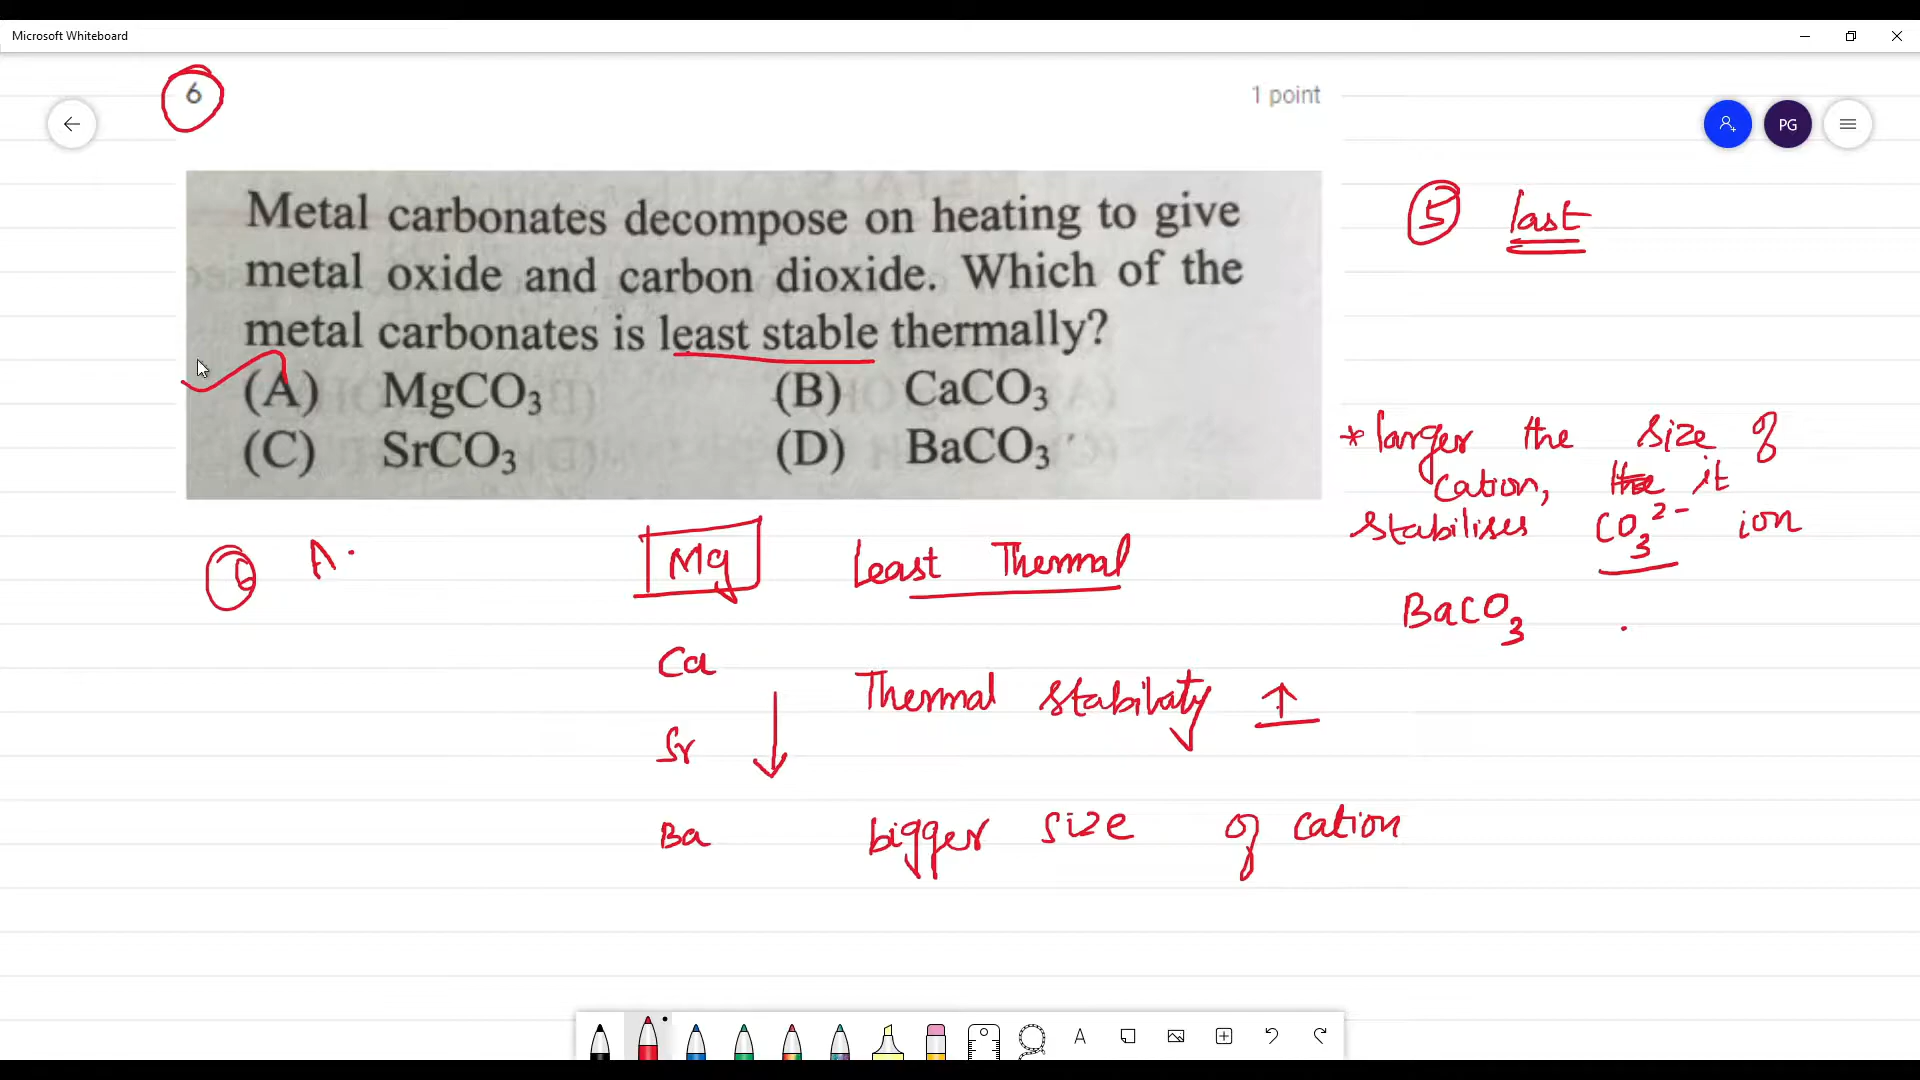 Microsoft Whiteboard
6
1 point
PG
Metal carbonates decompose on heating to give
metal oxide and carbon dioxide. Which of the
metal carbonates is least stable thermally?
(A) MgCO₃ (B) CaCO₃
(C) SrCO₃ (D) BaCO₃
5 last
* larger the size of
cation, the it
stabilises CO₃²⁻ ion
BaCO₃ .
6 A.
Mg Least Thermal
Ca
Thermal stability ↑
Sr
Ba bigger size of cation
A